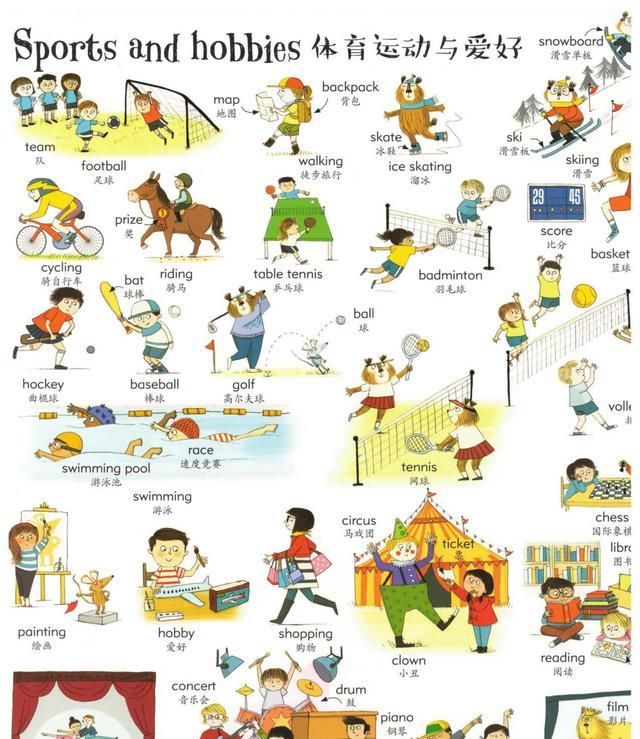 Sports and hobbies 体育运动与爱好
snowboard
滑雪单板
map
地图
backpack
背包
team
队
football
足球
walking
徒步旅行
skate
冰鞋
ice skating
溜冰
ski
滑雪板
skiing
滑雪
prize
奖
cycling
骑自行车
riding
骑马
table tennis
乒乓球
badminton
羽毛球
29 45
score
比分
basket
篮球
bat
球棒
ball
球
hockey
曲棍球
baseball
棒球
golf
高尔夫球
race
速度竞赛
swimming pool
游泳池
swimming
游泳
tennis
网球
volle
chess
国际象棋
circus
马戏团
ticket
票
libr
图书
painting
绘画
hobby
爱好
shopping
购物
clown
小丑
reading
阅读
concert
音乐会
drum
鼓
piano
钢琴
film
影片